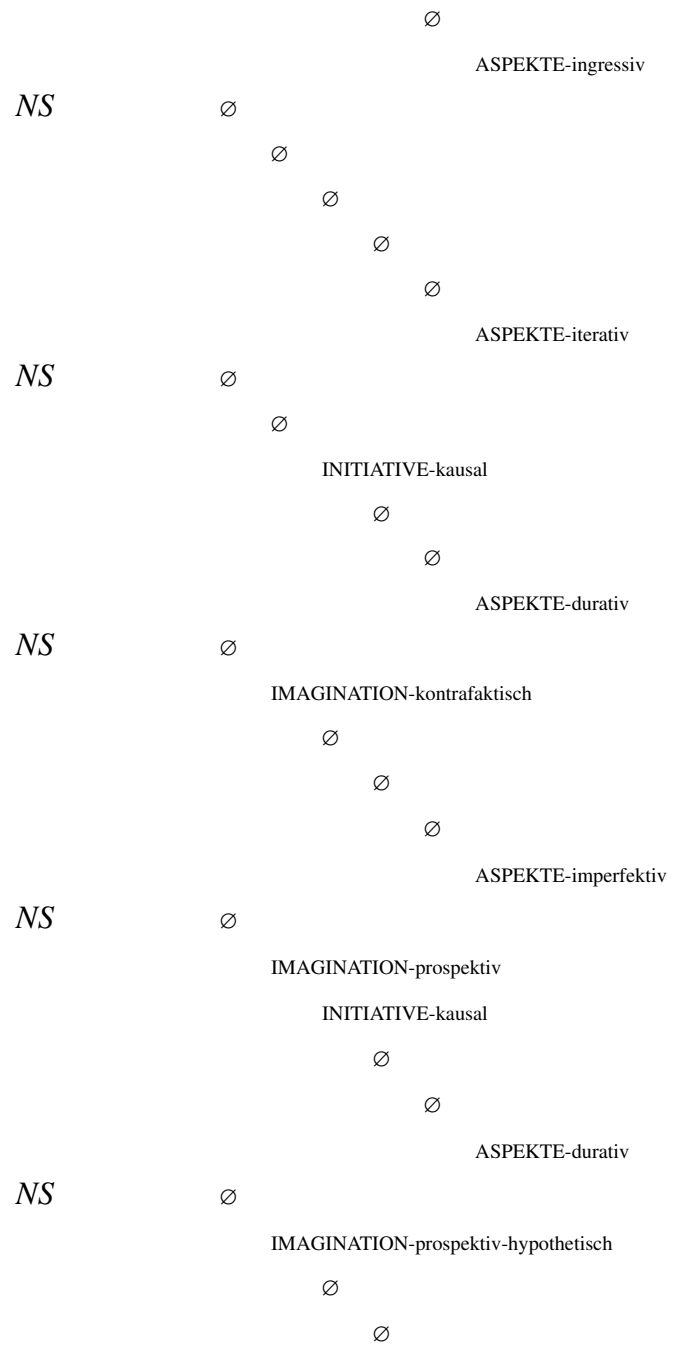 ∅
ASPEKTE-ingressiv
NS ∅
∅
∅
∅
∅
ASPEKTE-iterativ
NS ∅
∅
INITIATIVE-kausal
∅
∅
ASPEKTE-durativ
NS ∅
IMAGINATION-kontrafaktisch
∅
∅
∅
ASPEKTE-imperfektiv
NS ∅
IMAGINATION-prospektiv
INITIATIVE-kausal
∅
∅
ASPEKTE-durativ
NS ∅
IMAGINATION-prospektiv-hypothetisch
∅
∅